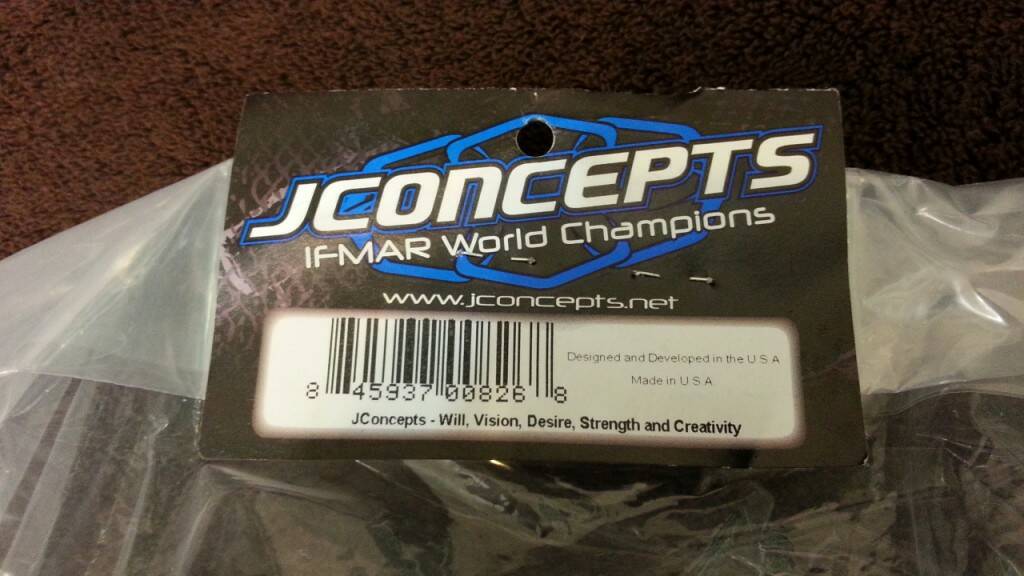 JCONCEPTS
IFMAR World Champions
www.jconcepts.net
Designed and Developed in the U S A
Made in U S A
8 45937 00826 8
JConcepts - Will, Vision, Desire, Strength and Creativity